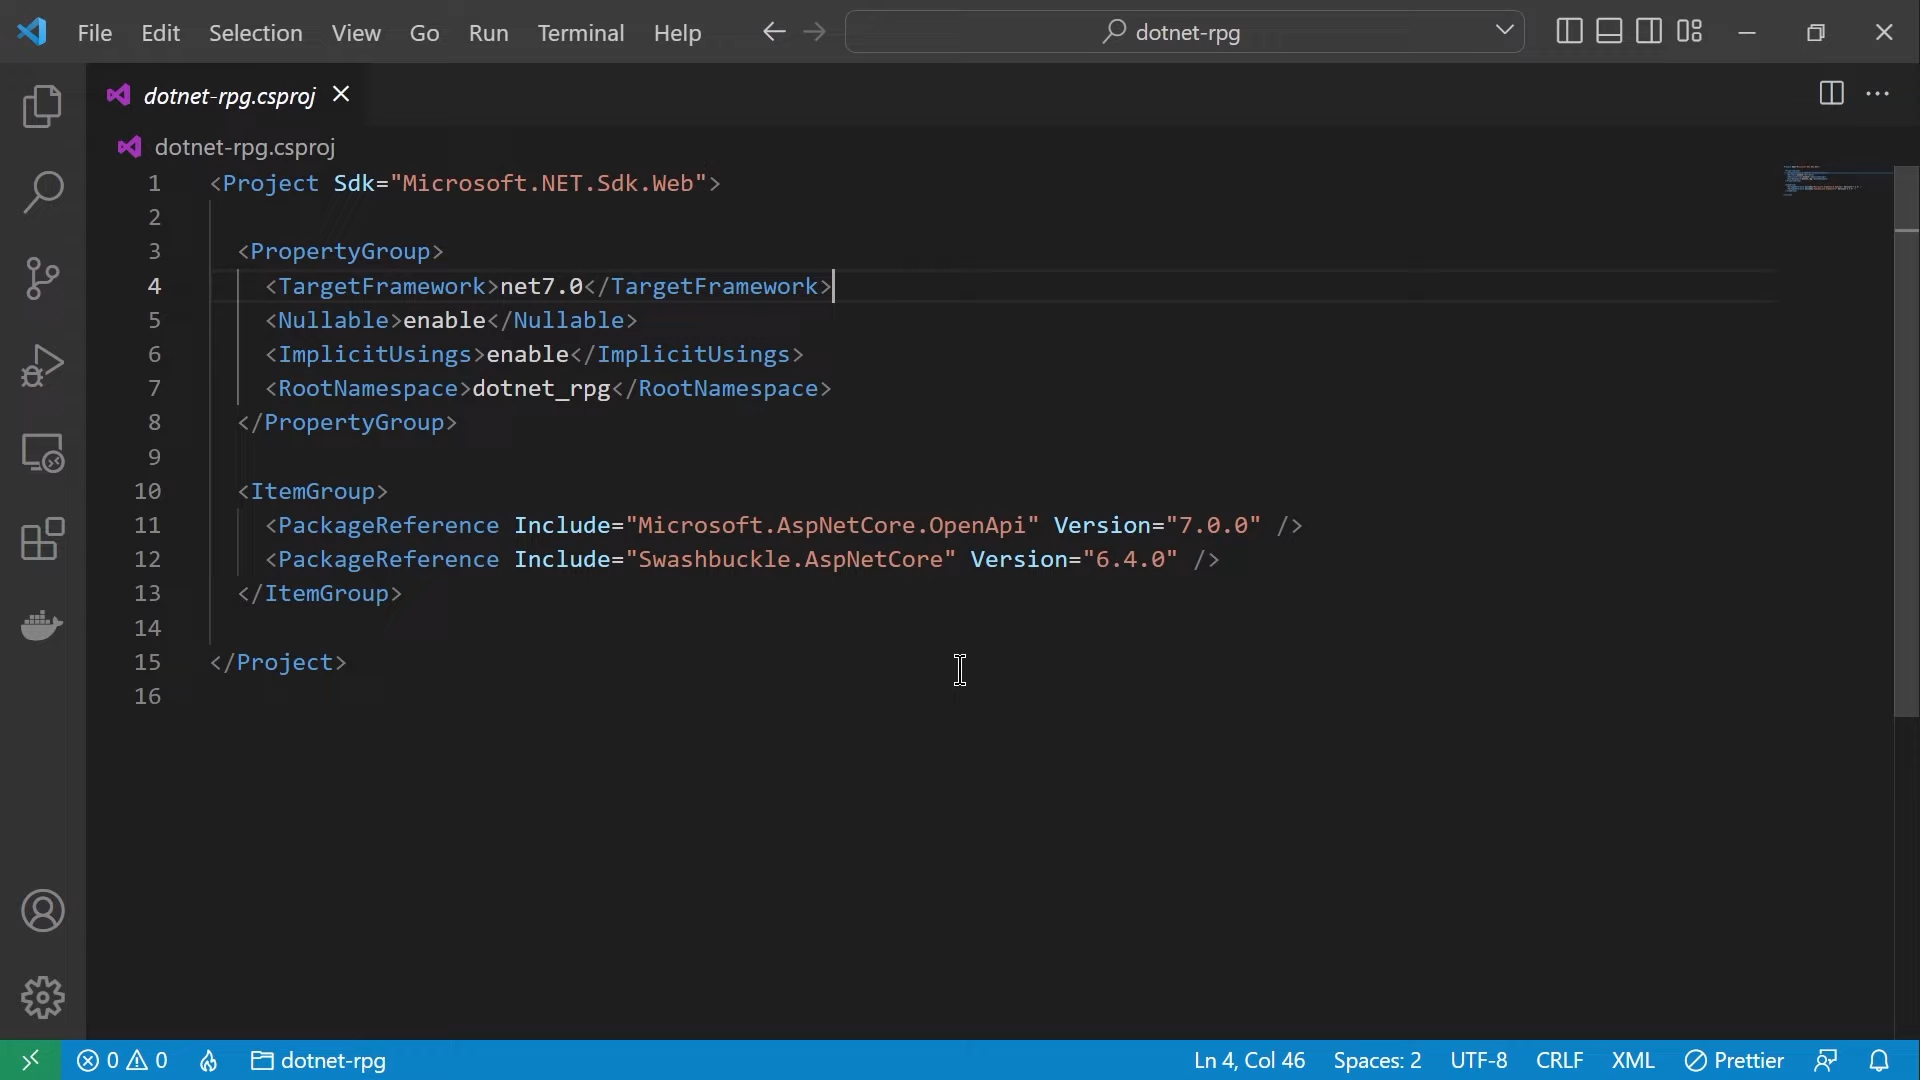 File Edit Selection View Go Run Terminal Help dotnet-rpg
dotnet-rpg.csproj
dotnet-rpg.csproj
1 <Project Sdk="Microsoft.NET.Sdk.Web">
2
3 <PropertyGroup>
4 <TargetFramework>net7.0</TargetFramework>
5 <Nullable>enable</Nullable>
6 <ImplicitUsings>enable</ImplicitUsings>
7 <RootNamespace>dotnet_rpg</RootNamespace>
8 </PropertyGroup>
9
10 <ItemGroup>
11 <PackageReference Include="Microsoft.AspNetCore.OpenApi" Version="7.0.0" />
12 <PackageReference Include="Swashbuckle.AspNetCore" Version="6.4.0" />
13 </ItemGroup>
14
15 </Project>
16
0 0 dotnet-rpg Ln 4, Col 46 Spaces: 2 UTF-8 CRLF XML Prettier